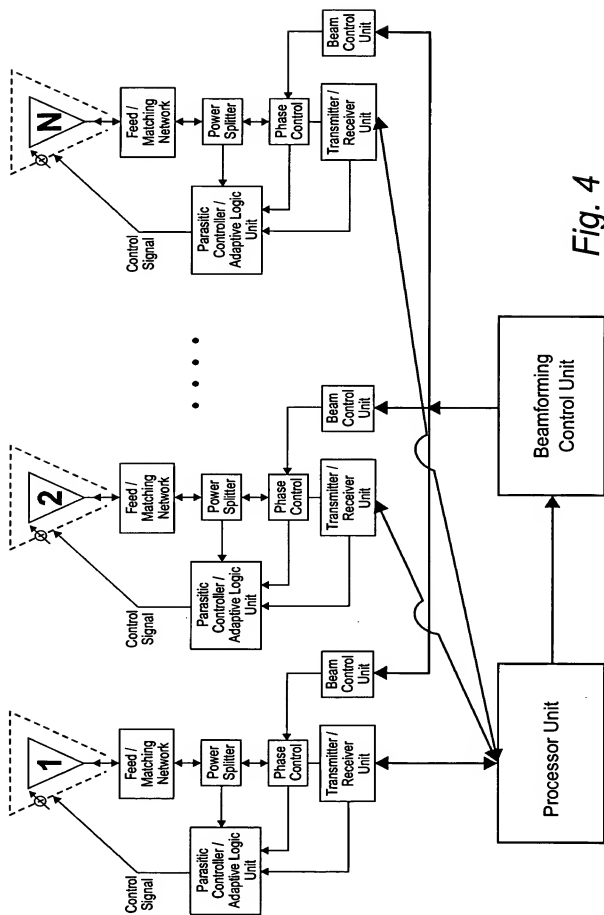 1
Control
Signal
Feed /
Matching
Network
Power
Splitter
Parasitic
Controller /
Adaptive Logic
Unit
Phase
Control
Transmitter /
Receiver
Unit
Beam
Control
Unit
2
Control
Signal
Feed /
Matching
Network
Power
Splitter
Parasitic
Controller /
Adaptive Logic
Unit
Phase
Control
Transmitter /
Receiver
Unit
Beam
Control
Unit
N
Control
Signal
Feed /
Matching
Network
Power
Splitter
Parasitic
Controller /
Adaptive Logic
Unit
Phase
Control
Transmitter /
Receiver
Unit
Beam
Control
Unit
Processor Unit
Beamforming
Control Unit
Fig. 4